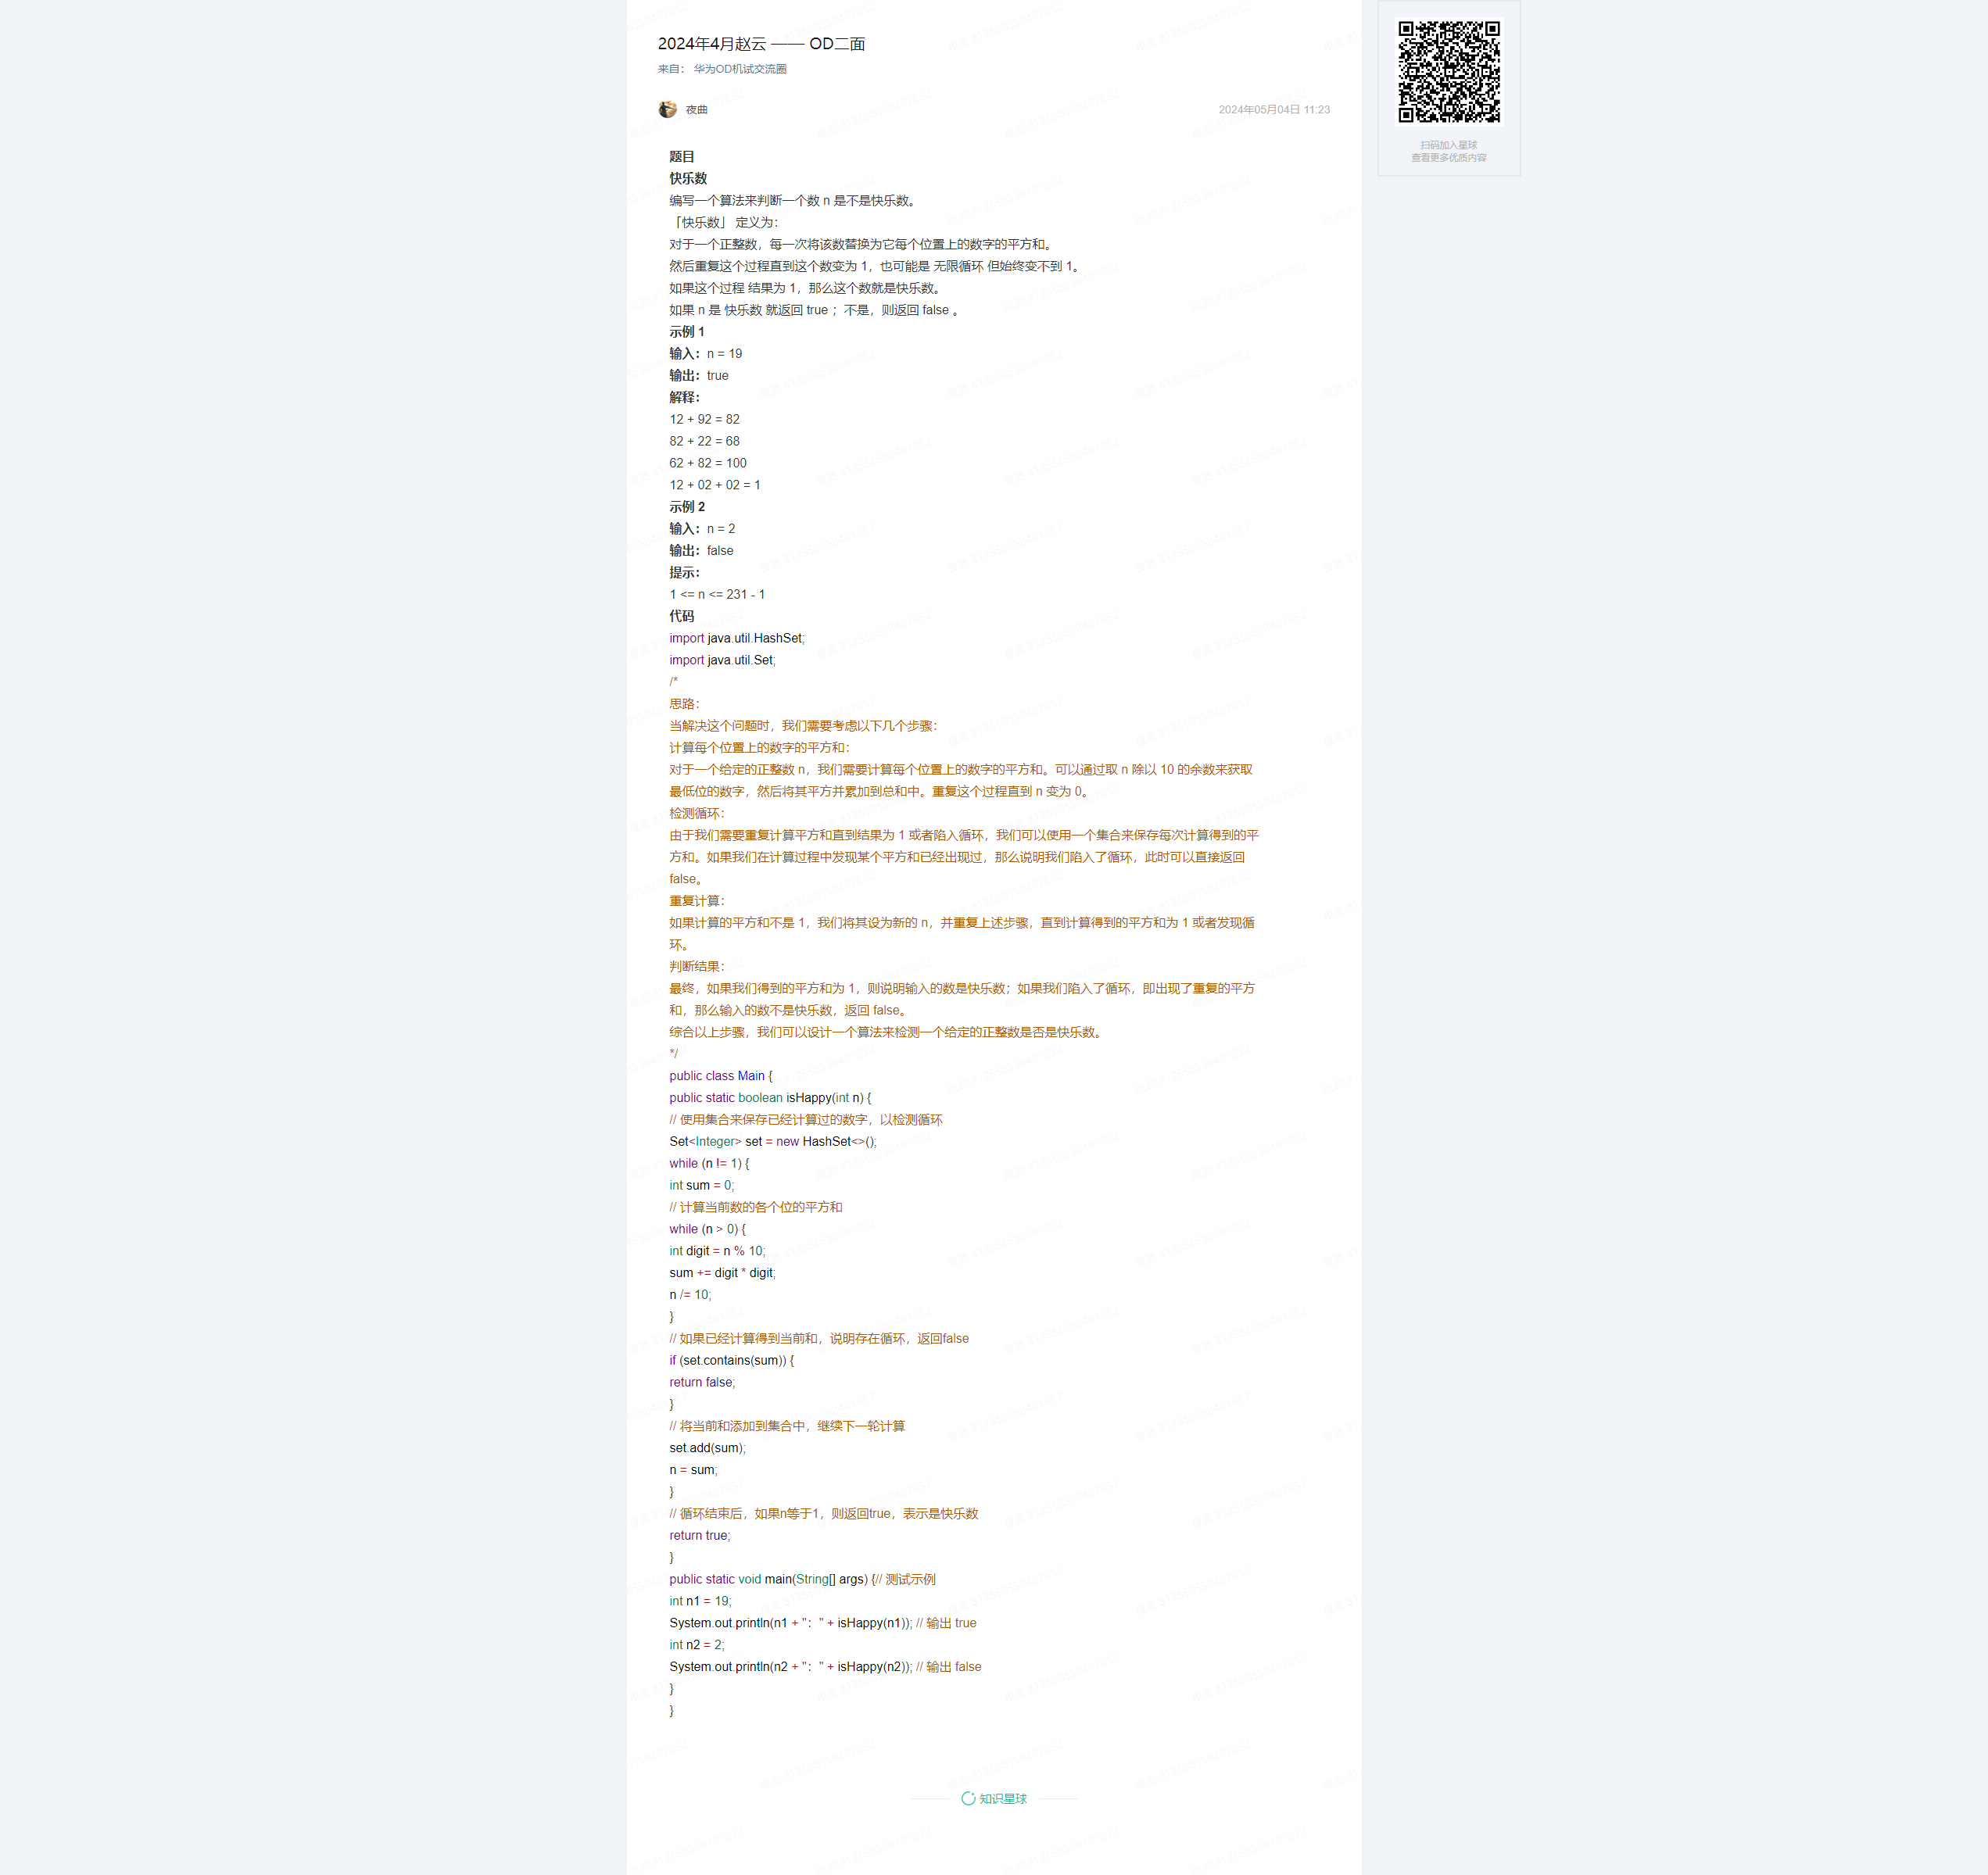 2024年4月赵云 —— OD二面
来自： 华为OD机试交流圈
夜曲
2024年05月04日 11:23
扫码加入星球
查看更多优质内容
题目
快乐数
编写一个算法来判断一个数 n 是不是快乐数。
「快乐数」 定义为：
对于一个正整数，每一次将该数替换为它每个位置上的数字的平方和。
然后重复这个过程直到这个数变为 1，也可能是 无限循环 但始终变不到 1。
如果这个过程 结果为 1，那么这个数就是快乐数。
如果 n 是 快乐数 就返回 true ；不是，则返回 false 。
示例 1
输入：n = 19
输出：true
解释：
12 + 92 = 82
82 + 22 = 68
62 + 82 = 100
12 + 02 + 02 = 1
示例 2
输入：n = 2
输出：false
提示：
1 <= n <= 231 - 1
代码
import java.util.HashSet;
import java.util.Set;
/*
思路：
当解决这个问题时，我们需要考虑以下几个步骤：
计算每个位置上的数字的平方和：
对于一个给定的正整数 n，我们需要计算每个位置上的数字的平方和。可以通过取 n 除以 10 的余数来获取
最低位的数字，然后将其平方并累加到总和中。重复这个过程直到 n 变为 0。
检测循环：
由于我们需要重复计算平方和直到结果为 1 或者陷入循环，我们可以使用一个集合来保存每次计算得到的平
方和。如果我们在计算过程中发现某个平方和已经出现过，那么说明我们陷入了循环，此时可以直接返回
false。
重复计算：
如果计算的平方和不是 1，我们将其设为新的 n，并重复上述步骤，直到计算得到的平方和为 1 或者发现循
环。
判断结果：
最终，如果我们得到的平方和为 1，则说明输入的数是快乐数；如果我们陷入了循环，即出现了重复的平方
和，那么输入的数不是快乐数，返回 false。
综合以上步骤，我们可以设计一个算法来检测一个给定的正整数是否是快乐数。
*/
public class Main {
public static boolean isHappy(int n) {
// 使用集合来保存已经计算过的数字，以检测循环
Set<Integer> set = new HashSet<>();
while (n != 1) {
int sum = 0;
// 计算当前数的各个位的平方和
while (n > 0) {
int digit = n % 10;
sum += digit * digit;
n /= 10;
}
// 如果已经计算得到当前和，说明存在循环，返回false
if (set.contains(sum)) {
return false;
}
// 将当前和添加到集合中，继续下一轮计算
set.add(sum);
n = sum;
}
// 循环结束后，如果n等于1，则返回true，表示是快乐数
return true;
}
public static void main(String[] args) {// 测试示例
int n1 = 19;
System.out.println(n1 + "：" + isHappy(n1)); // 输出 true
int n2 = 2;
System.out.println(n2 + "：" + isHappy(n2)); // 输出 false
}
}
知识星球